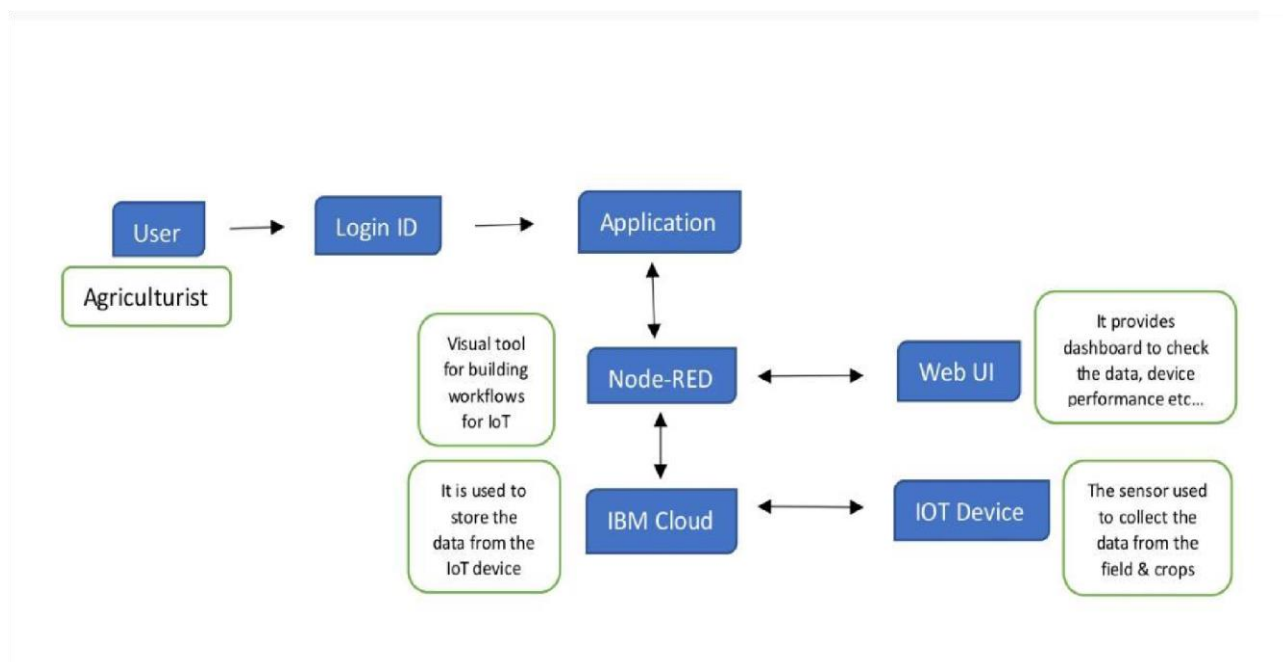 User
Login ID
Application
Agriculturist
Visual tool
for building
workflows
for IoT
Node-RED
Web UI
It provides
dashboard to check
the data, device
performance etc...
It is used to
store the
data from the
IoT device
IBM Cloud
IOT Device
The sensor used
to collect the
data from the
field & crops